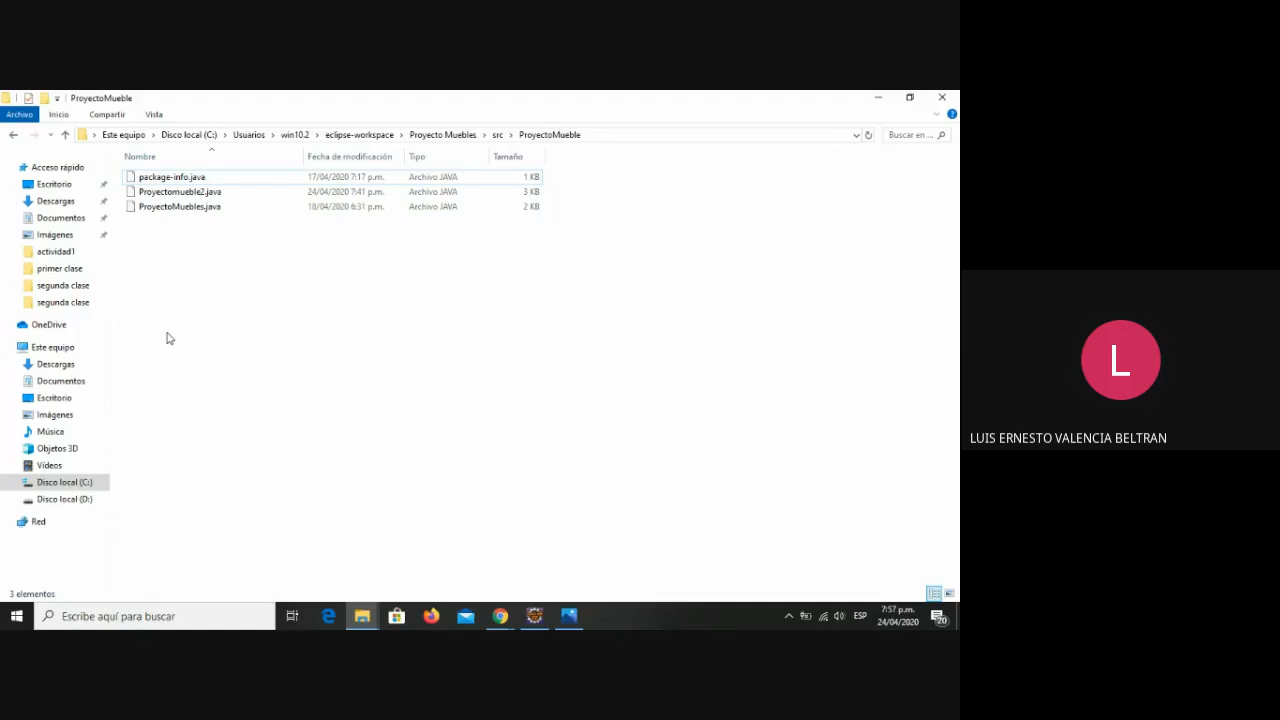 ProyectoMueble
Archivo Inicio Compartir Vista
Este equipo > Disco local (C:) > Usuarios > win10.2 > eclipse-workspace > Proyecto Muebles > src > ProyectoMueble
Buscar en ...
Nombre Fecha de modificación Tipo Tamaño
package-info.java 17/04/2020 7:17 p.m. Archivo JAVA 1 KB
Proyectomueble2.java 24/04/2020 7:41 p.m. Archivo JAVA 3 KB
ProyectoMuebles.java 18/04/2020 6:31 p.m. Archivo JAVA 2 KB
Acceso rápido
Escritorio
Descargas
Documentos
Imágenes
actividad1
primer clase
segunda clase
segunda clase
OneDrive
Este equipo
Descargas
Documentos
Escritorio
Imágenes
Música
Objetos 3D
Vídeos
Disco local (C:)
Disco local (D:)
Red
3 elementos
Escribe aquí para buscar
ESP
7:57 p.m.
24/04/2020
20
L
LUIS ERNESTO VALENCIA BELTRAN